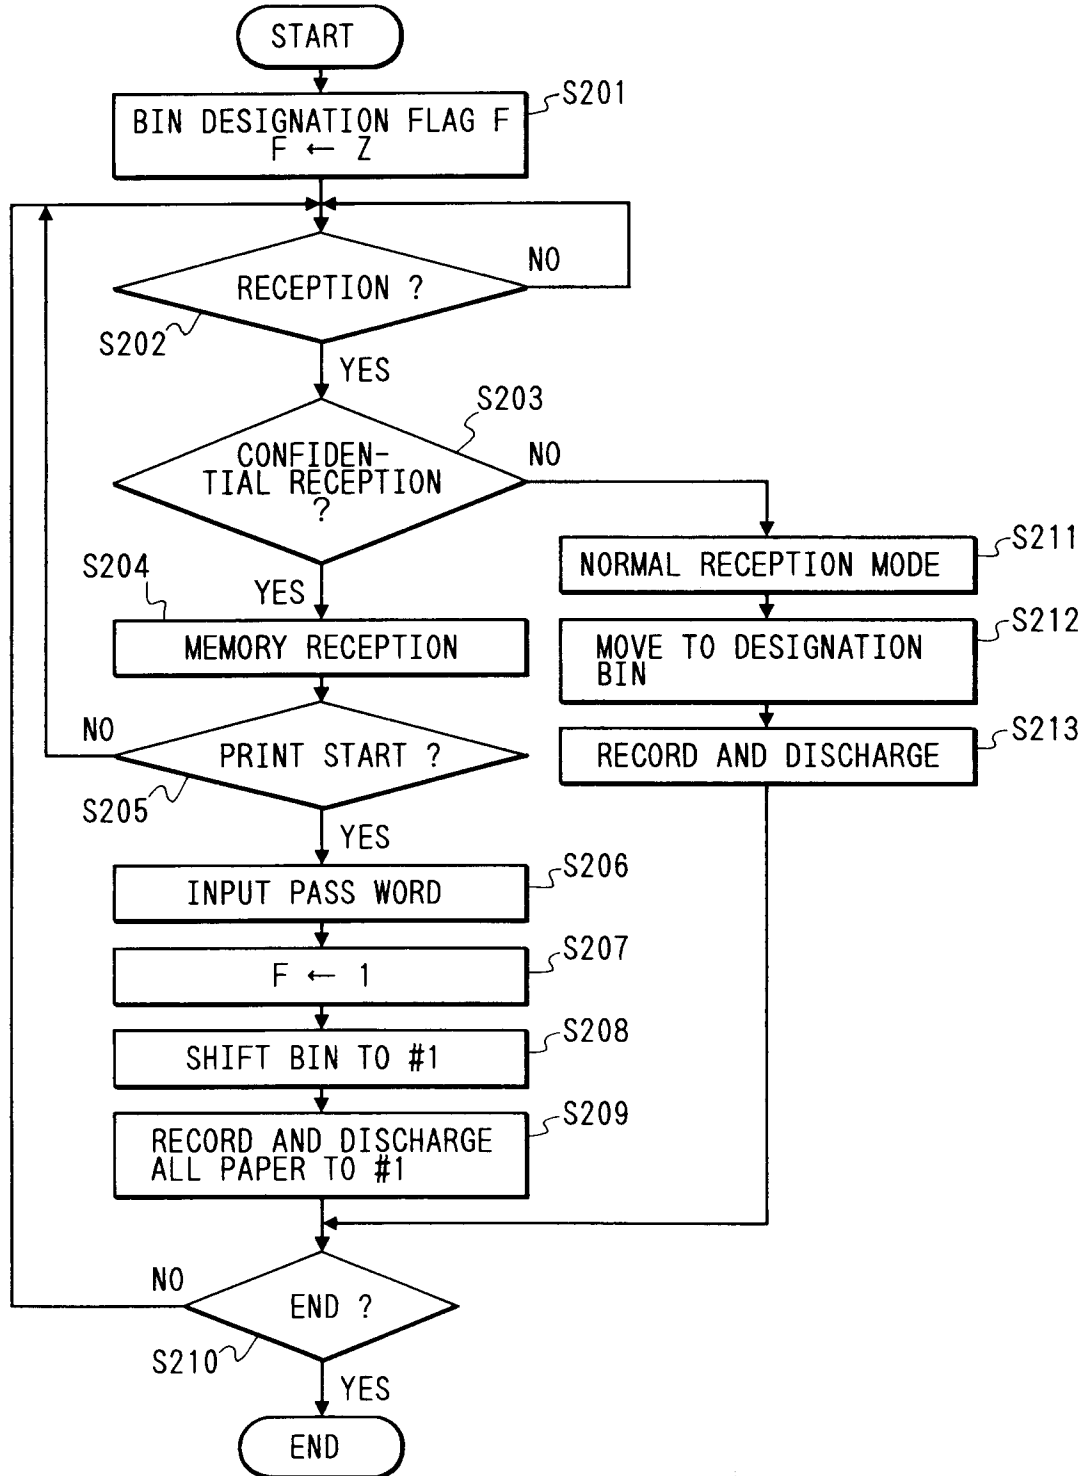 START
S201
BIN DESIGNATION FLAG F
F ← Z
NO
RECEPTION ?
S202
YES
S203
CONFIDEN-
TIAL RECEPTION
?
NO
S211
NORMAL RECEPTION MODE
S204
YES
S212
MEMORY RECEPTION
MOVE TO DESIGNATION
BIN
NO
PRINT START ?
S213
RECORD AND DISCHARGE
S205
YES
S206
INPUT PASS WORD
S207
F ← 1
S208
SHIFT BIN TO #1
S209
RECORD AND DISCHARGE
ALL PAPER TO #1
NO
END ?
S210
YES
END